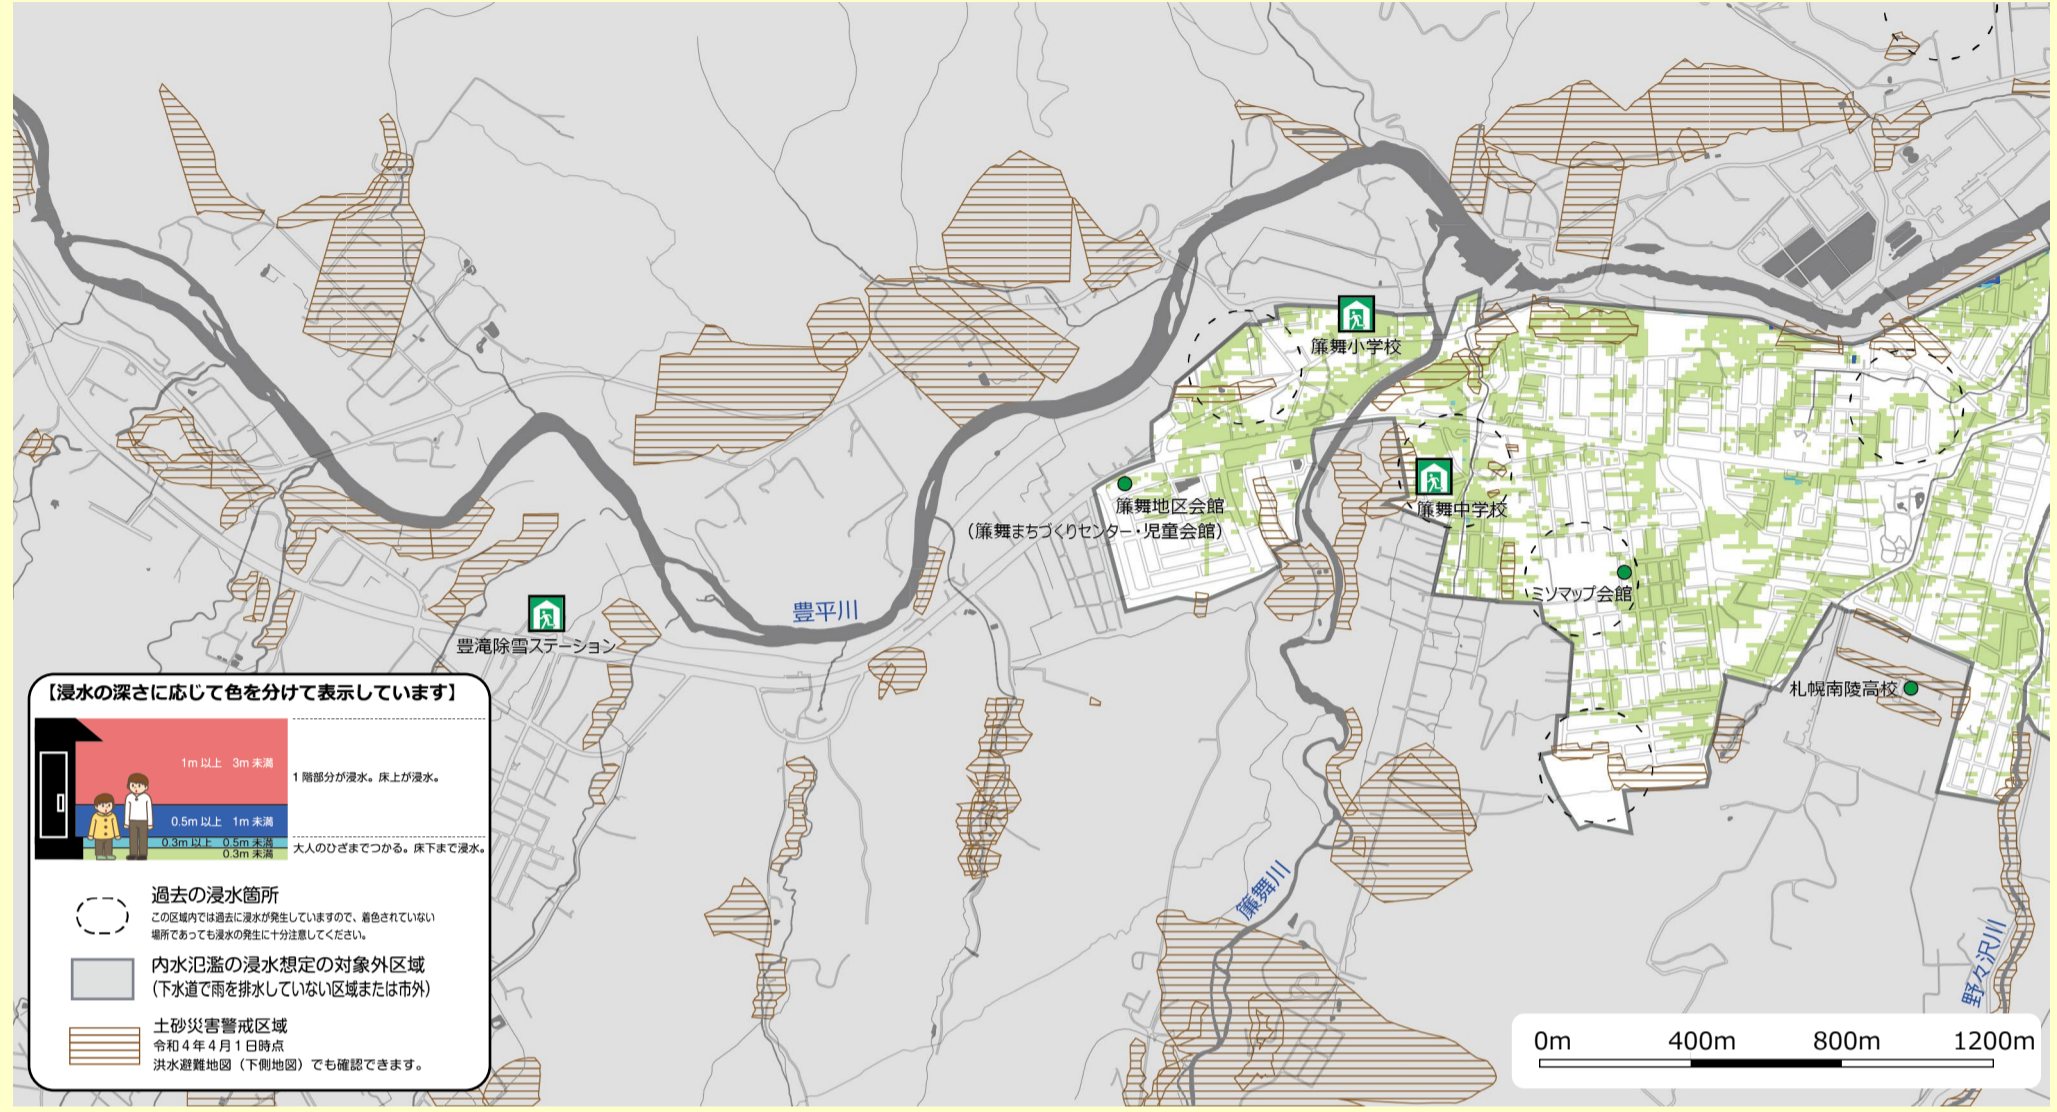 簾舞小学校
簾舞中学校
簾舞地区会館
(簾舞まちづくりセンター・児童会館)
ミソマップ会館
豊平川
豊滝除雪ステーション
札幌南陵高校
簾舞川
野々沢川
【浸水の深さに応じて色を分けて表示しています】
1m 以上 3m 未満
1 階部分が浸水。床上が浸水。
0.5m 以上 1m 未満
0.3m 以上 0.5m 未満
0.3m 未満
大人のひざまでつかる。床下まで浸水。
過去の浸水箇所
この区域内では過去に浸水が発生していますので、着色されていない
場所であっても浸水の発生に十分注意してください。
内水氾濫の浸水想定の対象外区域
(下水道で雨を排水していない区域または市外)
土砂災害警戒区域
令和4年4月1日時点
洪水避難地図(下側地図)でも確認できます。
0m 400m 800m 1200m